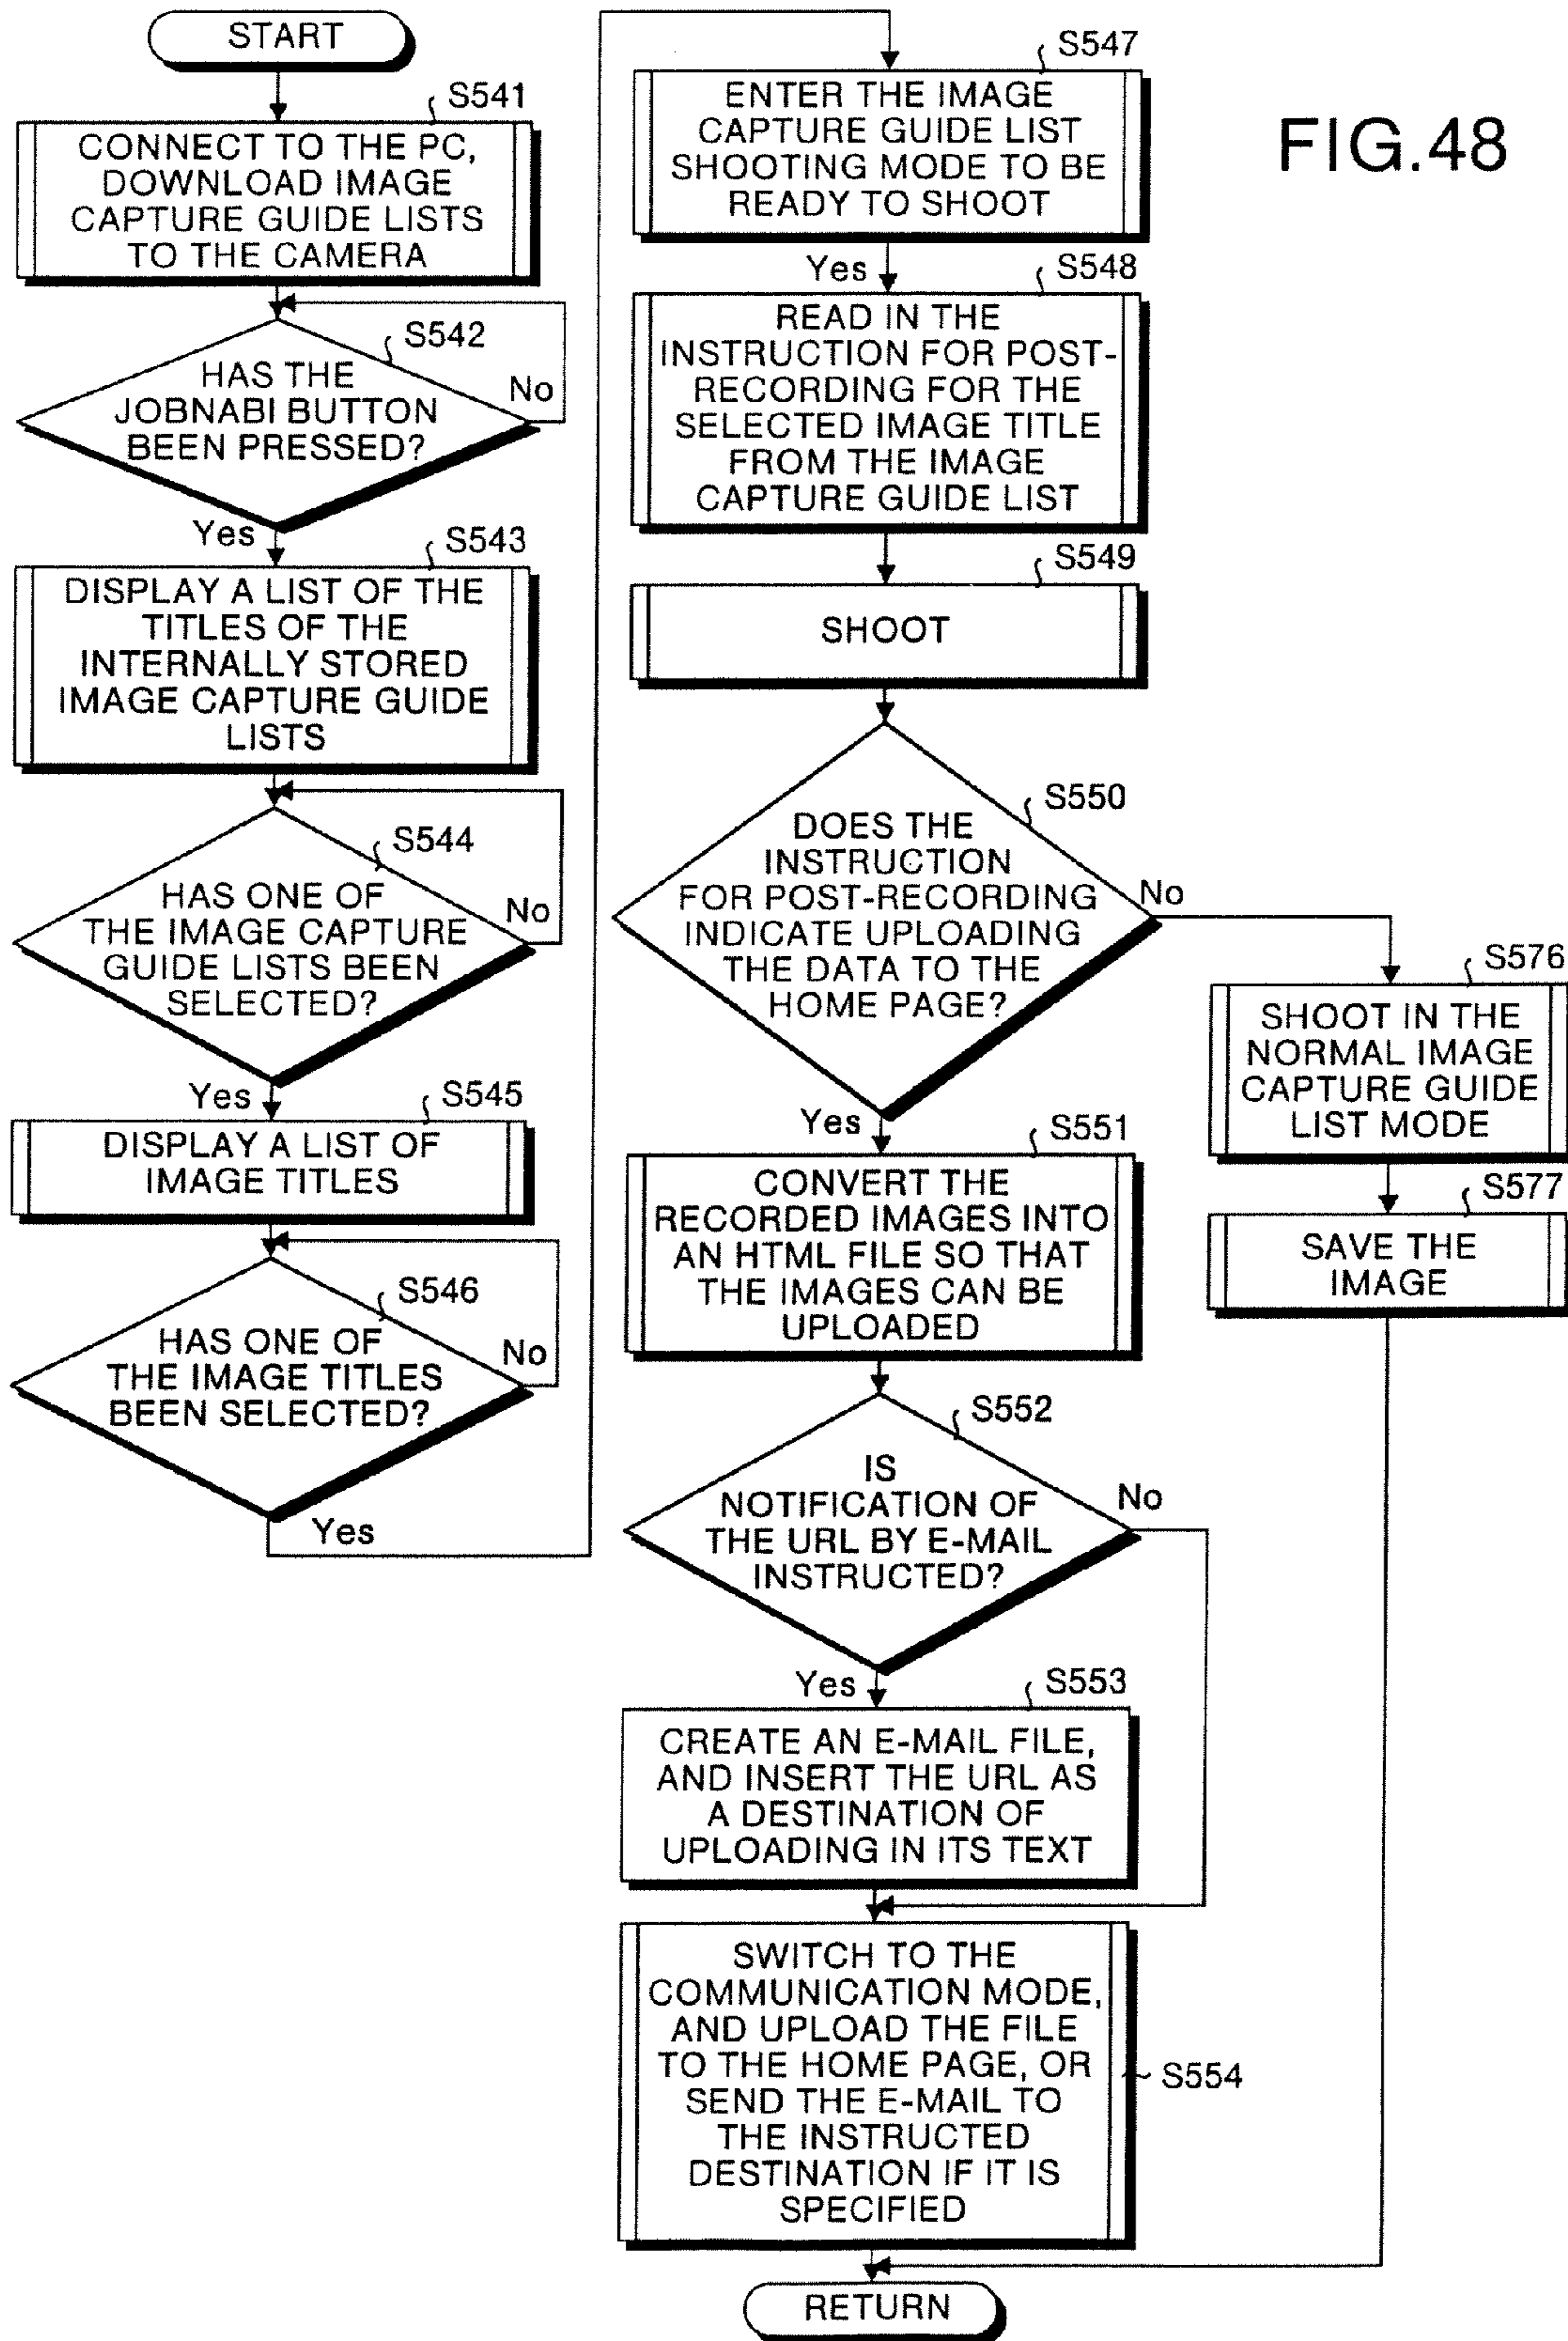 START
S541
CONNECT TO THE PC,
DOWNLOAD IMAGE
CAPTURE GUIDE LISTS
TO THE CAMERA
S542
HAS THE
JOBNABI BUTTON
BEEN PRESSED?
No
Yes
S543
DISPLAY A LIST OF THE
TITLES OF THE
INTERNALLY STORED
IMAGE CAPTURE GUIDE
LISTS
S544
HAS ONE OF
THE IMAGE CAPTURE
GUIDE LISTS BEEN
SELECTED?
No
Yes
S545
DISPLAY A LIST OF
IMAGE TITLES
S546
HAS ONE OF
THE IMAGE TITLES
BEEN SELECTED?
No
Yes
S547
ENTER THE IMAGE
CAPTURE GUIDE LIST
SHOOTING MODE TO BE
READY TO SHOOT
FIG.48
Yes
S548
READ IN THE
INSTRUCTION FOR POST-
RECORDING FOR THE
SELECTED IMAGE TITLE
FROM THE IMAGE
CAPTURE GUIDE LIST
S549
SHOOT
S550
DOES THE
INSTRUCTION
FOR POST-RECORDING
INDICATE UPLOADING
THE DATA TO THE
HOME PAGE?
No
Yes
S576
SHOOT IN THE
NORMAL IMAGE
CAPTURE GUIDE
LIST MODE
S577
SAVE THE
IMAGE
S551
CONVERT THE
RECORDED IMAGES INTO
AN HTML FILE SO THAT
THE IMAGES CAN BE
UPLOADED
S552
IS
NOTIFICATION OF
THE URL BY E-MAIL
INSTRUCTED?
No
Yes
S553
CREATE AN E-MAIL FILE,
AND INSERT THE URL AS
A DESTINATION OF
UPLOADING IN ITS TEXT
SWITCH TO THE
COMMUNICATION MODE,
AND UPLOAD THE FILE
TO THE HOME PAGE, OR
SEND THE E-MAIL TO
THE INSTRUCTED
DESTINATION IF IT IS
SPECIFIED
S554
RETURN